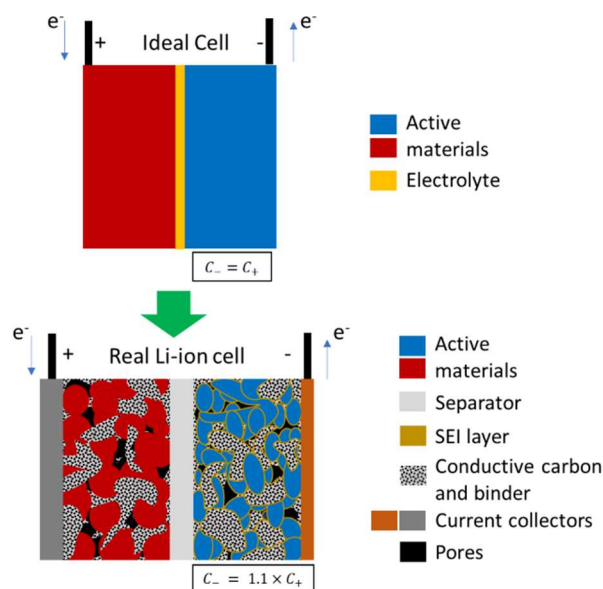 e-
Ideal Cell
e-
+
-
Active
materials
Electrolyte
C₋ = C₊
e-
Real Li-ion cell
e-
+
-
Active
materials
Separator
SEI layer
Conductive carbon
and binder
Current collectors
Pores
C₋ = 1.1 × C₊